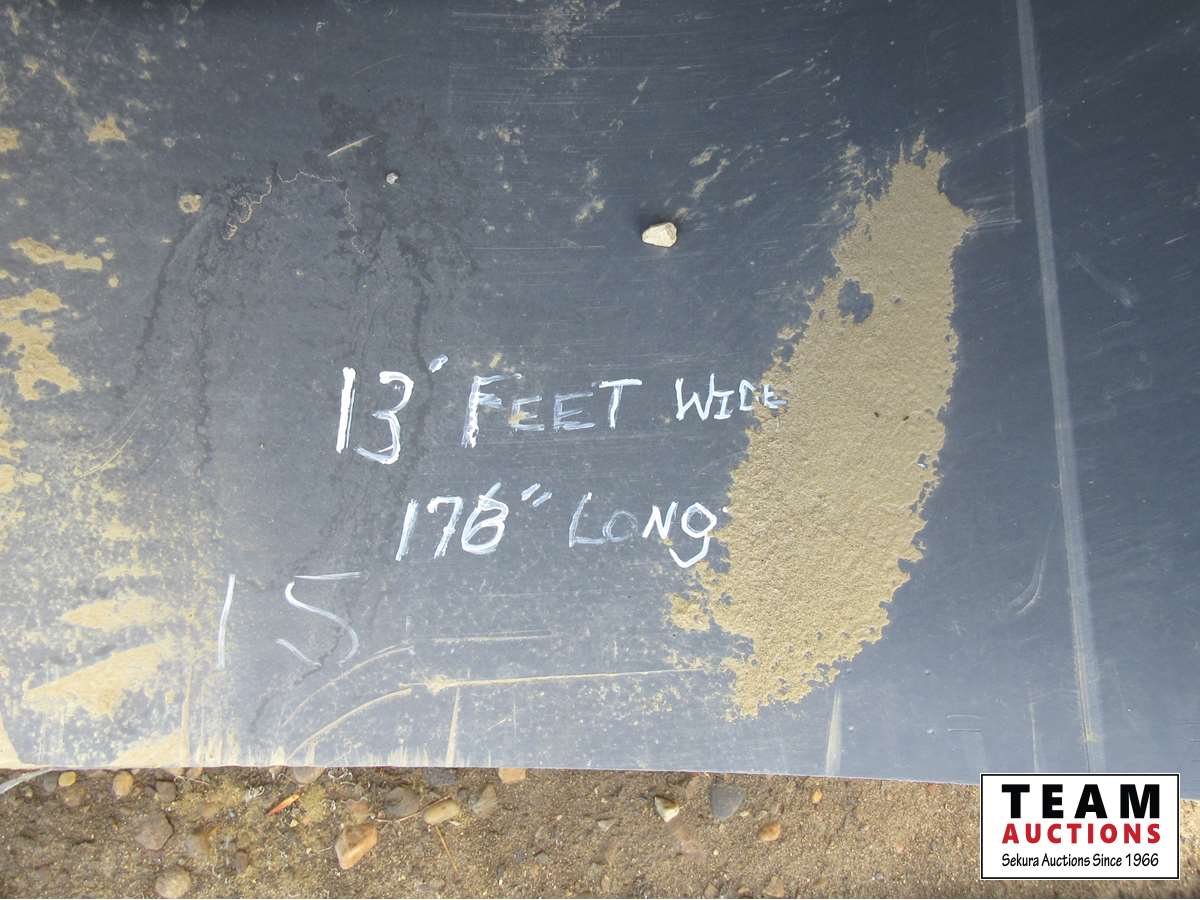 13' FEET WIDE
178" LONG
15
TEAM
AUCTIONS
Sekura Auctions Since 1966